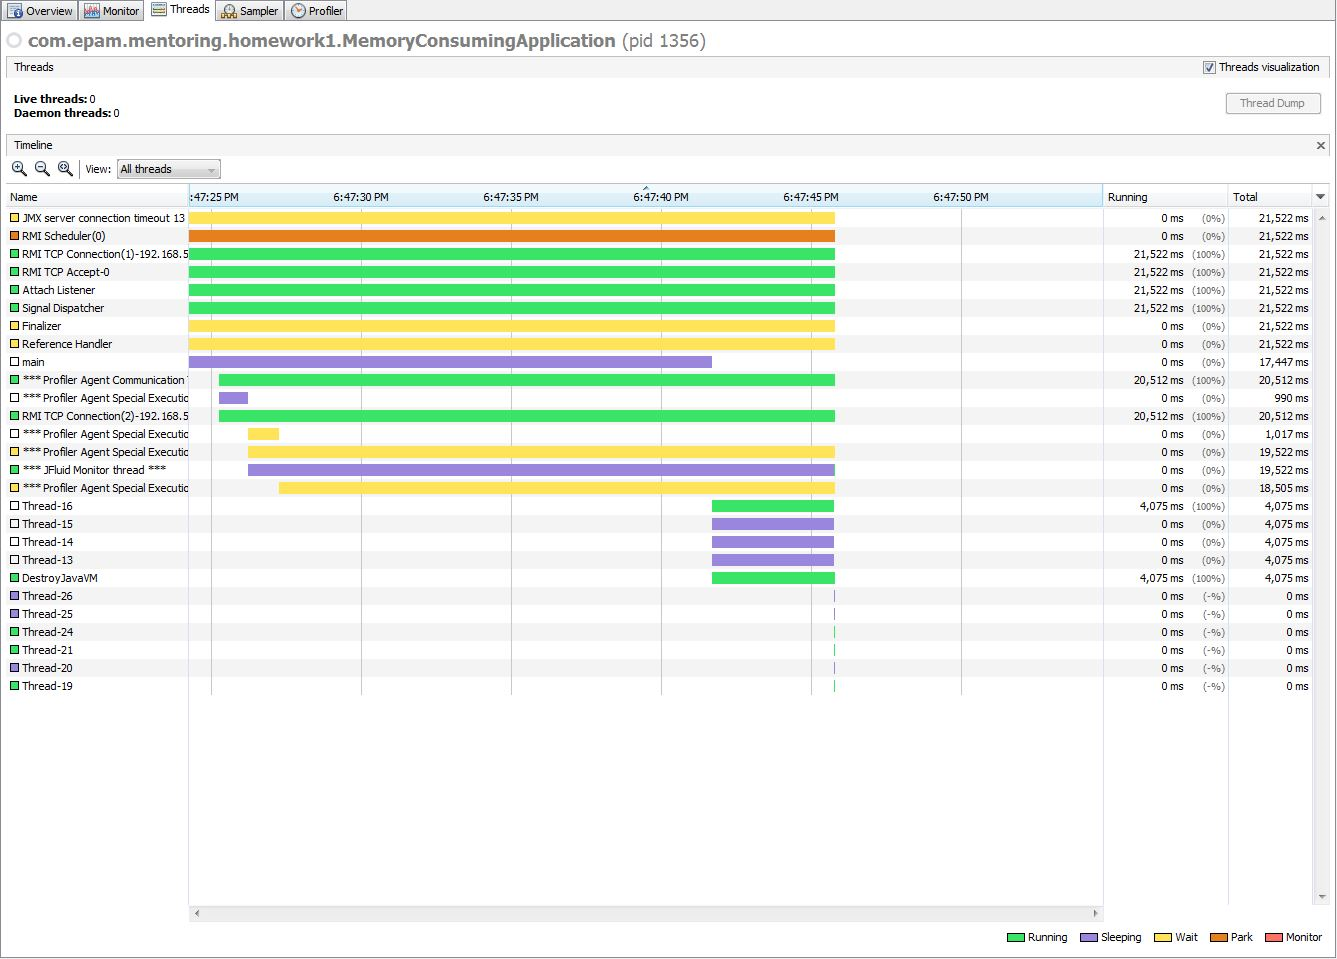 Overview Monitor Threads Sampler Profiler
com.epam.mentoring.homework1.MemoryConsumingApplication (pid 1356)
Threads Threads visualization
Live threads: 0
Daemon threads: 0
Thread Dump
Timeline
View: All threads
Name :47:25 PM 6:47:30 PM 6:47:35 PM 6:47:40 PM 6:47:45 PM 6:47:50 PM Running Total
JMX server connection timeout 13 0 ms (0%) 21,522 ms
RMI Scheduler(0) 0 ms (0%) 21,522 ms
RMI TCP Connection(1)-192.168.5 21,522 ms (100%) 21,522 ms
RMI TCP Accept-0 21,522 ms (100%) 21,522 ms
Attach Listener 21,522 ms (100%) 21,522 ms
Signal Dispatcher 21,522 ms (100%) 21,522 ms
Finalizer 0 ms (0%) 21,522 ms
Reference Handler 0 ms (0%) 21,522 ms
main 0 ms (0%) 17,447 ms
*** Profiler Agent Communication 20,512 ms (100%) 20,512 ms
*** Profiler Agent Special Executio 0 ms (0%) 990 ms
RMI TCP Connection(2)-192.168.5 20,512 ms (100%) 20,512 ms
*** Profiler Agent Special Executio 0 ms (0%) 1,017 ms
*** Profiler Agent Special Executio 0 ms (0%) 19,522 ms
*** JFluid Monitor thread *** 0 ms (0%) 19,522 ms
*** Profiler Agent Special Executio 0 ms (0%) 18,505 ms
Thread-16 4,075 ms (100%) 4,075 ms
Thread-15 0 ms (0%) 4,075 ms
Thread-14 0 ms (0%) 4,075 ms
Thread-13 0 ms (0%) 4,075 ms
DestroyJavaVM 4,075 ms (100%) 4,075 ms
Thread-26 0 ms (-%) 0 ms
Thread-25 0 ms (-%) 0 ms
Thread-24 0 ms (-%) 0 ms
Thread-21 0 ms (-%) 0 ms
Thread-20 0 ms (-%) 0 ms
Thread-19 0 ms (-%) 0 ms
Running Sleeping Wait Park Monitor